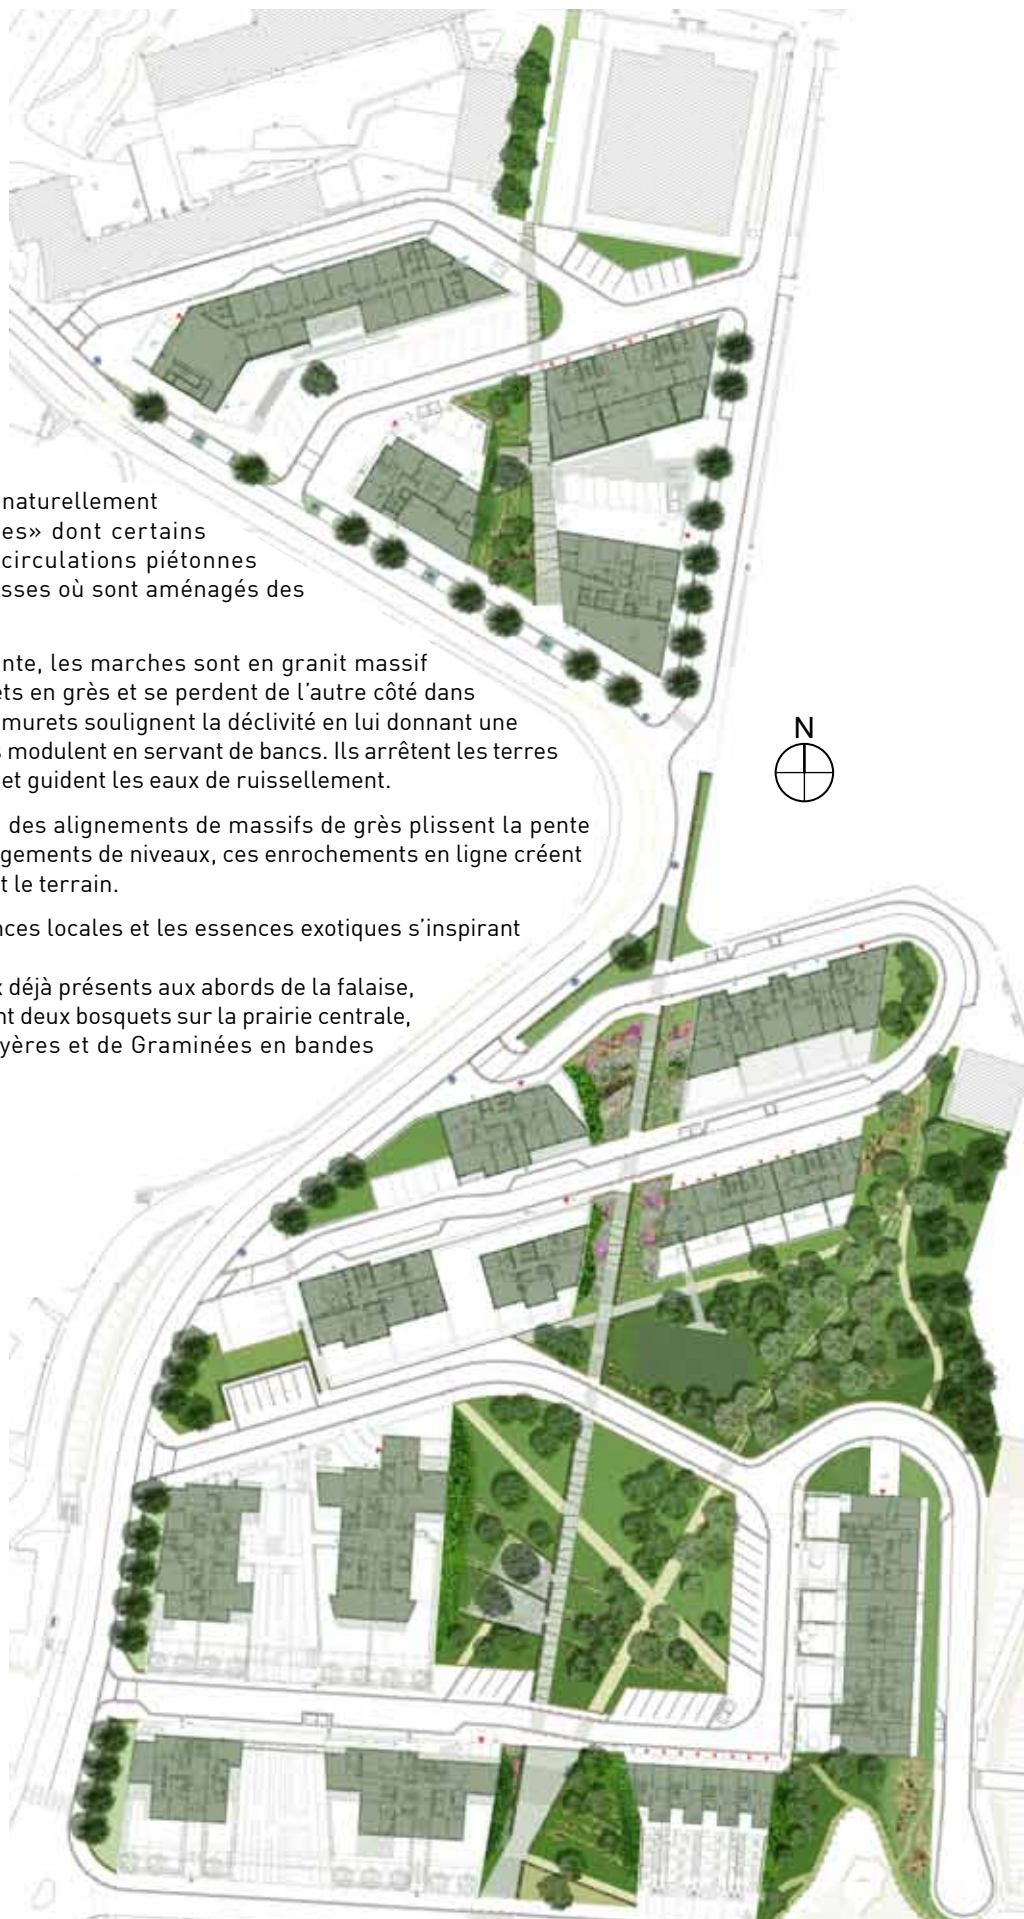 naturellement
es» dont certains
circulations piétonnes
sses où sont aménagés des
nte, les marches sont en granit massif
ets en grès et se perdent de l'autre côté dans
murets soulignent la déclivité en lui donnant une
s modulent en servant de bancs. Ils arrêtent les terres
et guident les eaux de ruissellement.
des alignements de massifs de grès plissent la pente
gements de niveaux, ces enrochements en ligne créent
t le terrain.
nces locales et les essences exotiques s'inspirant
x déjà présents aux abords de la falaise,
nt deux bosquets sur la prairie centrale,
yères et de Graminées en bandes
N